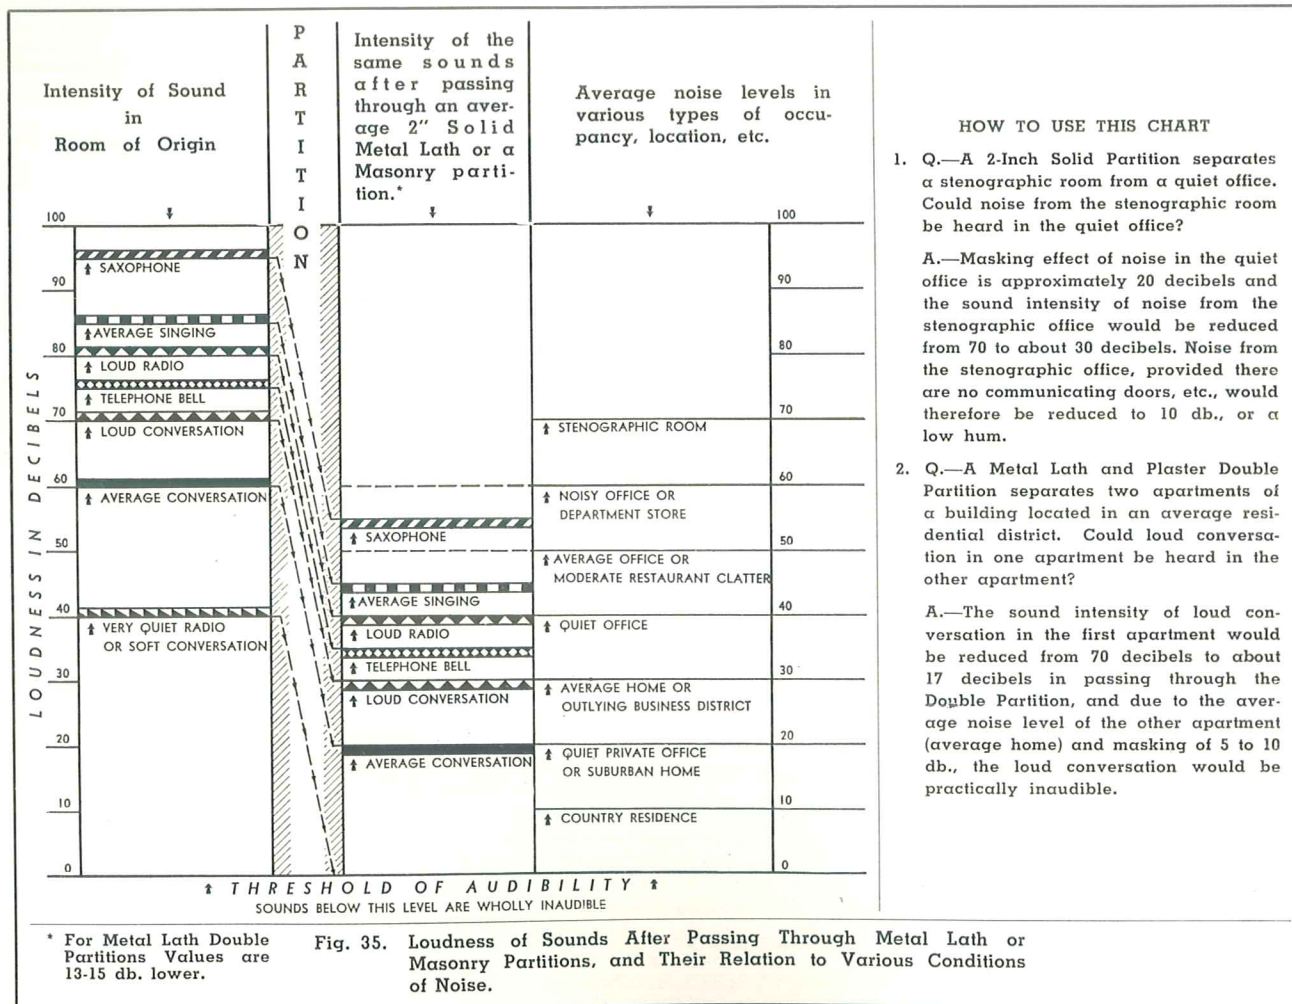 Intensity of Sound
in
Room of Origin
PARTITION
Intensity of the
same sounds
after passing
through an aver-
age 2" Solid
Metal Lath or a
Masonry parti-
tion.*
Average noise levels in
various types of occu-
pancy, location, etc.
LOUDNESS IN DECIBELS
100
90
80
70
60
50
40
30
20
10
0
SAXOPHONE
AVERAGE SINGING
LOUD RADIO
TELEPHONE BELL
LOUD CONVERSATION
AVERAGE CONVERSATION
VERY QUIET RADIO
OR SOFT CONVERSATION
SAXOPHONE
AVERAGE SINGING
LOUD RADIO
TELEPHONE BELL
LOUD CONVERSATION
AVERAGE CONVERSATION
STENOGRAPHIC ROOM
NOISY OFFICE OR
DEPARTMENT STORE
AVERAGE OFFICE OR
MODERATE RESTAURANT CLATTER
QUIET OFFICE
AVERAGE HOME OR
OUTLYING BUSINESS DISTRICT
QUIET PRIVATE OFFICE
OR SUBURBAN HOME
COUNTRY RESIDENCE
100
90
80
70
60
50
40
30
20
10
0
THRESHOLD OF AUDIBILITY
SOUNDS BELOW THIS LEVEL ARE WHOLLY INAUDIBLE
HOW TO USE THIS CHART
1. Q.—A 2-Inch Solid Partition separates
a stenographic room from a quiet office.
Could noise from the stenographic room
be heard in the quiet office?
A.—Masking effect of noise in the quiet
office is approximately 20 decibels and
the sound intensity of noise from the
stenographic office would be reduced
from 70 to about 30 decibels. Noise from
the stenographic office, provided there
are no communicating doors, etc., would
therefore be reduced to 10 db., or a
low hum.
2. Q.—A Metal Lath and Plaster Double
Partition separates two apartments of
a building located in an average resi-
dential district. Could loud conversa-
tion in one apartment be heard in the
other apartment?
A.—The sound intensity of loud con-
versation in the first apartment would
be reduced from 70 decibels to about
17 decibels in passing through the
Double Partition, and due to the aver-
age noise level of the other apartment
(average home) and masking of 5 to 10
db., the loud conversation would be
practically inaudible.
* For Metal Lath Double
Partitions Values are
13-15 db. lower.
Fig. 35. Loudness of Sounds After Passing Through Metal Lath or
Masonry Partitions, and Their Relation to Various Conditions
of Noise.